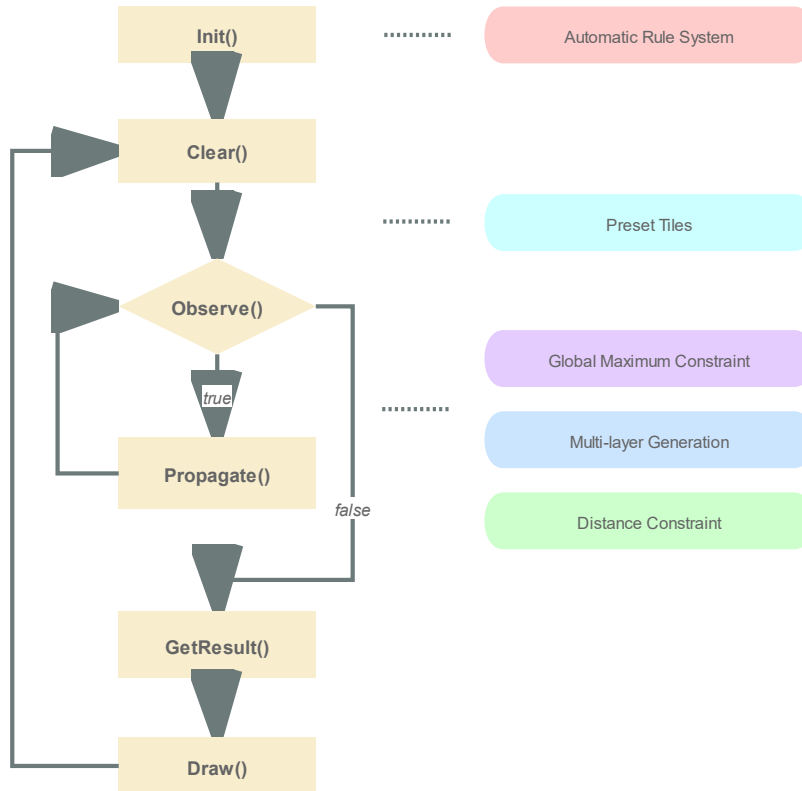 Init()
Automatic Rule System
Clear()
Preset Tiles
Observe()
Global Maximum Constraint
true
Multi-layer Generation
Propagate()
false
Distance Constraint
GetResult()
Draw()